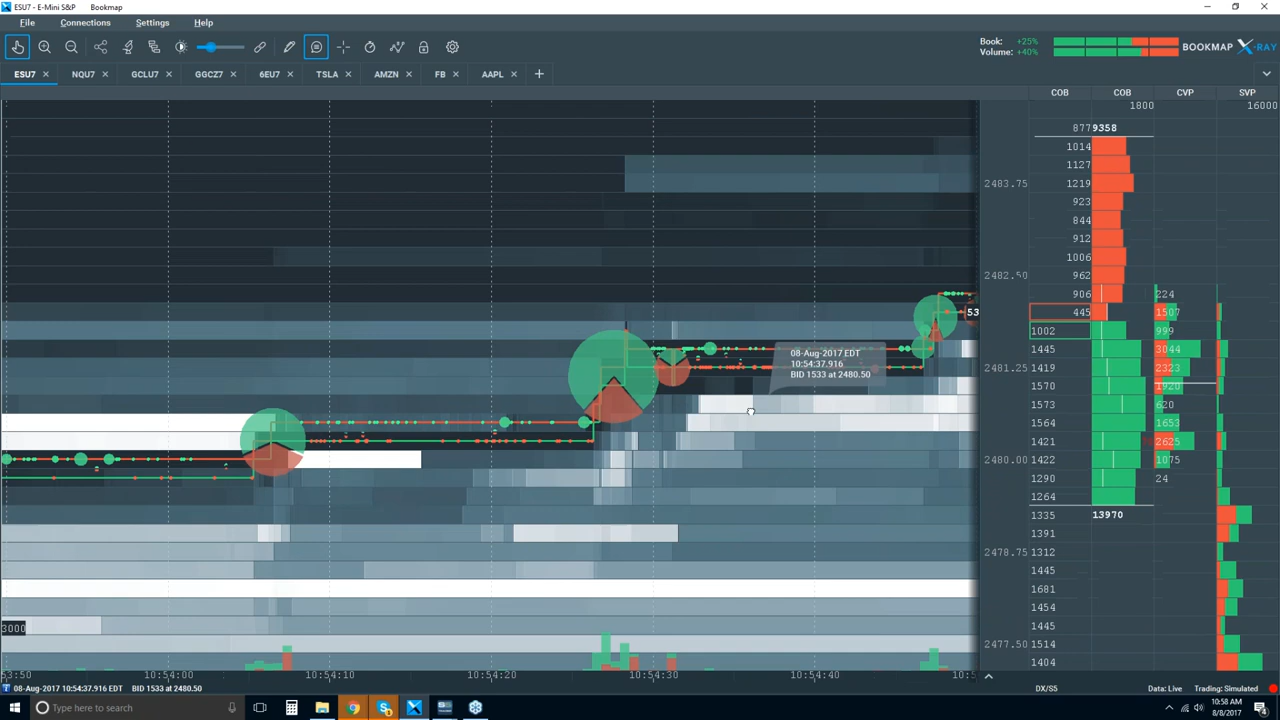 ESU7 - E-Mini S&P Bookmap
File Connections Settings Help
Book: +25%
Volume: +40%
BOOKMAP X-RAY
ESU7 NQU7 GCLU7 GGCZ7 6EU7 TSLA AMZN FB AAPL
COB COB CVP SVP
1800 16000
877 9358
1014
1127
2483.75 1219
923
844
912
1006
2482.50 962
906 224
53 445 1507
1002 999
1445 3044
08-Aug-2017 EDT
10:54:37.916
BID 1533 at 2480.50
2481.25 1419 2323
1570 1920
1573 620
1564 1653
1421 2625
2480.00 1422 1075
1290 24
1264
1335 13970
1391
2478.75 1312
1445
1681
1454
3000 1445
2477.50 1514
1404
53:50 10:54:00 10:54:10 10:54:20 10:54:30 10:54:40 10:5
08-Aug-2017 10:54:37.916 EDT BID 1533 at 2480.50 DX/S5 Data: Live Trading: Simulated
Type here to search
10:58 AM
8/8/2017
4